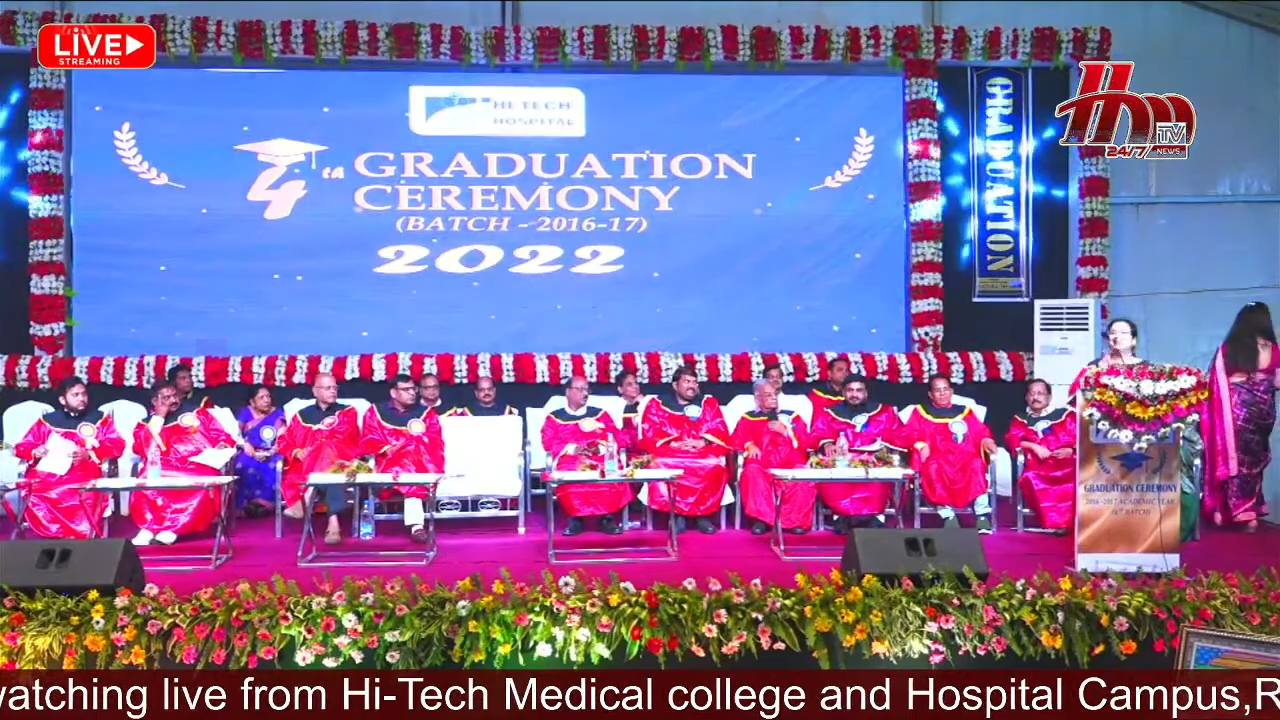 LIVE
STREAMING
HI-TECH
HOSPITAL
4th GRADUATION
CEREMONY
(BATCH - 2016-17)
2022
GRADUATION
Hm
TV
24/7 NEWS
GRADUATION CEREMONY
2016-2017 ACADEMIC YEAR
watching live from Hi-Tech Medical college and Hospital Campus,R